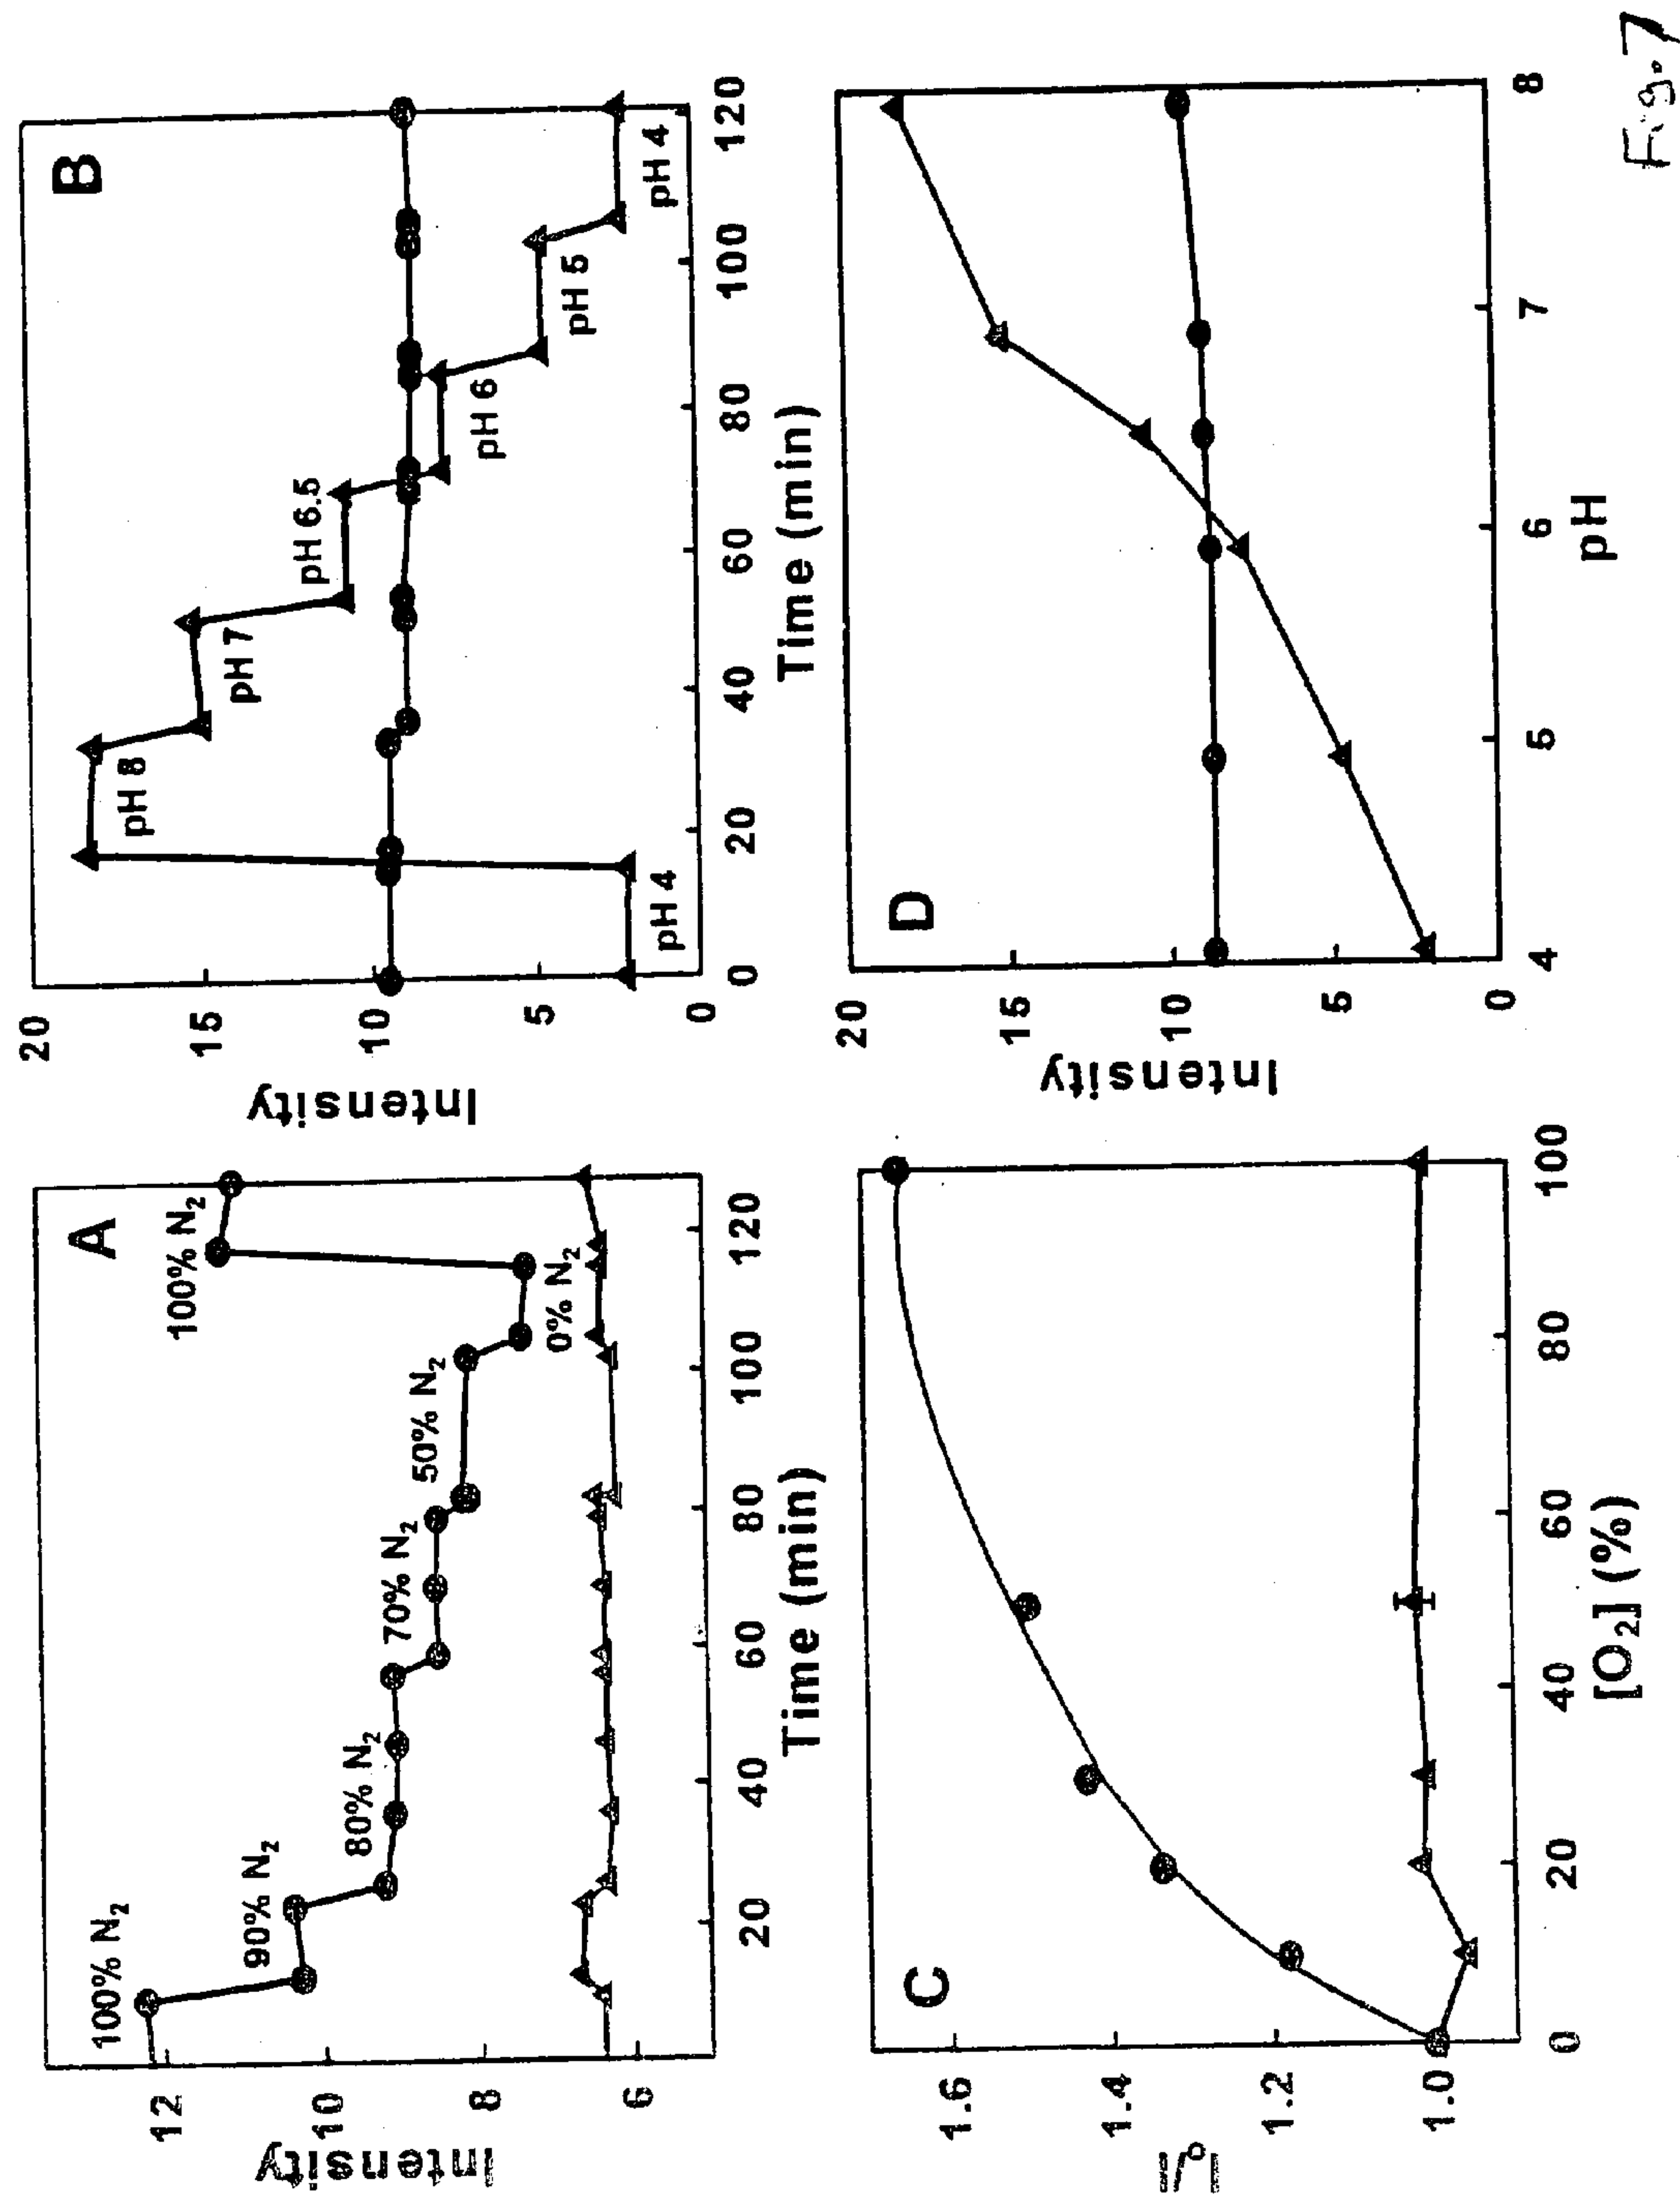 A
Intensity
12
10
8
6
100% N₂
90% N₂
80% N₂
70% N₂
50% N₂
0% N₂
100% N₂
20
40
60
80
100
120
Time (min)
B
Intensity
20
15
10
5
0
pH 4
pH 8
pH 7
pH 6.5
pH 6
pH 5
pH 4
0
20
40
60
80
100
120
Time (min)
C
I₀/I
1.6
1.4
1.2
1.0
0
20
40
60
80
100
[O₂] (%)
D
Intensity
20
15
10
5
0
4
5
6
7
8
pH
Fig. 7